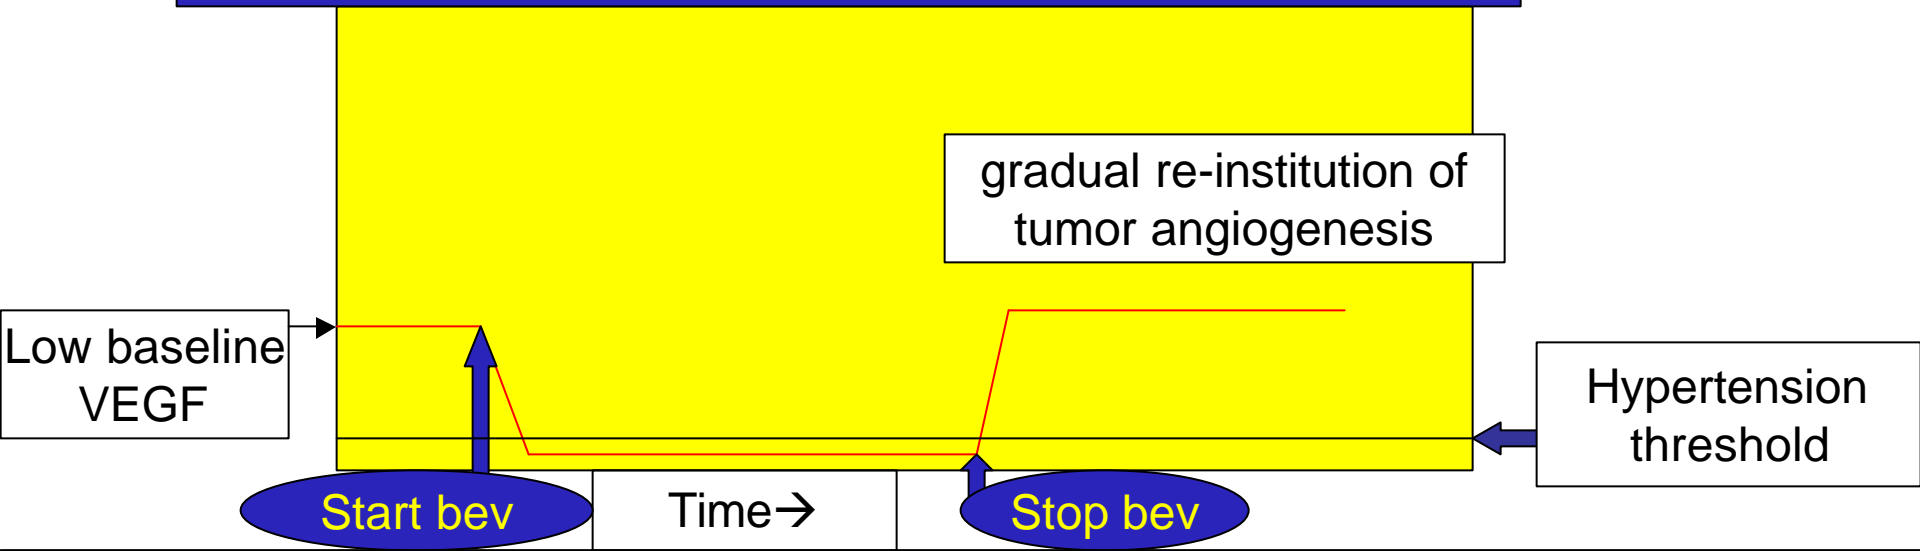 gradual re-institution of
tumor angiogenesis
Low baseline
VEGF
Hypertension
threshold
Start bev
Time→
Stop bev